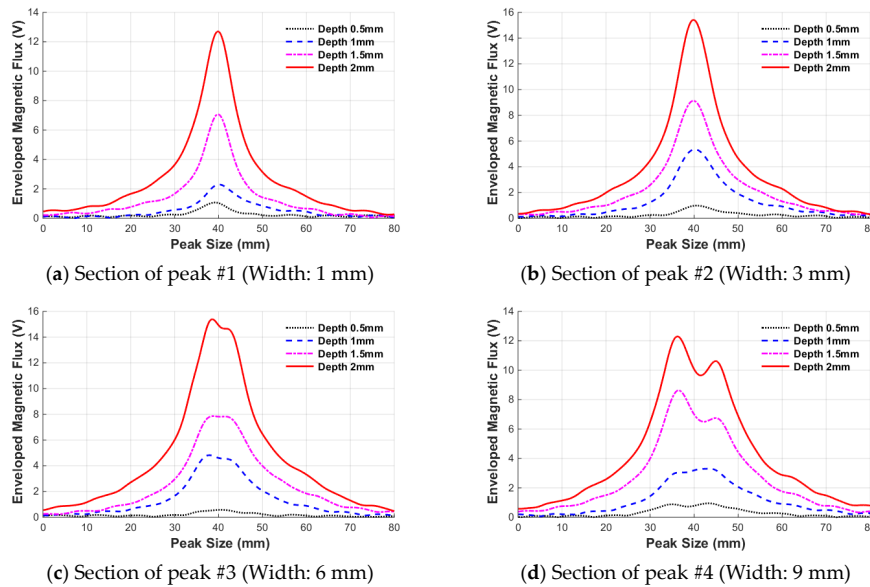 14
12
10
8
6
4
2
0
Enveloped Magnetic Flux (V)
Depth 0.5mm
Depth 1mm
Depth 1.5mm
Depth 2mm
0 10 20 30 40 50 60 70 80
Peak Size (mm)
(a) Section of peak #1 (Width: 1 mm)
16
14
12
10
8
6
4
2
0
Enveloped Magnetic Flux (V)
Depth 0.5mm
Depth 1mm
Depth 1.5mm
Depth 2mm
0 10 20 30 40 50 60 70 80
Peak Size (mm)
(b) Section of peak #2 (Width: 3 mm)
16
14
12
10
8
6
4
2
0
Enveloped Magnetic Flux (V)
Depth 0.5mm
Depth 1mm
Depth 1.5mm
Depth 2mm
0 10 20 30 40 50 60 70 80
Peak Size (mm)
(c) Section of peak #3 (Width: 6 mm)
14
12
10
8
6
4
2
0
Enveloped Magnetic Flux (V)
Depth 0.5mm
Depth 1mm
Depth 1.5mm
Depth 2mm
0 10 20 30 40 50 60 70 80
Peak Size (mm)
(d) Section of peak #4 (Width: 9 mm)